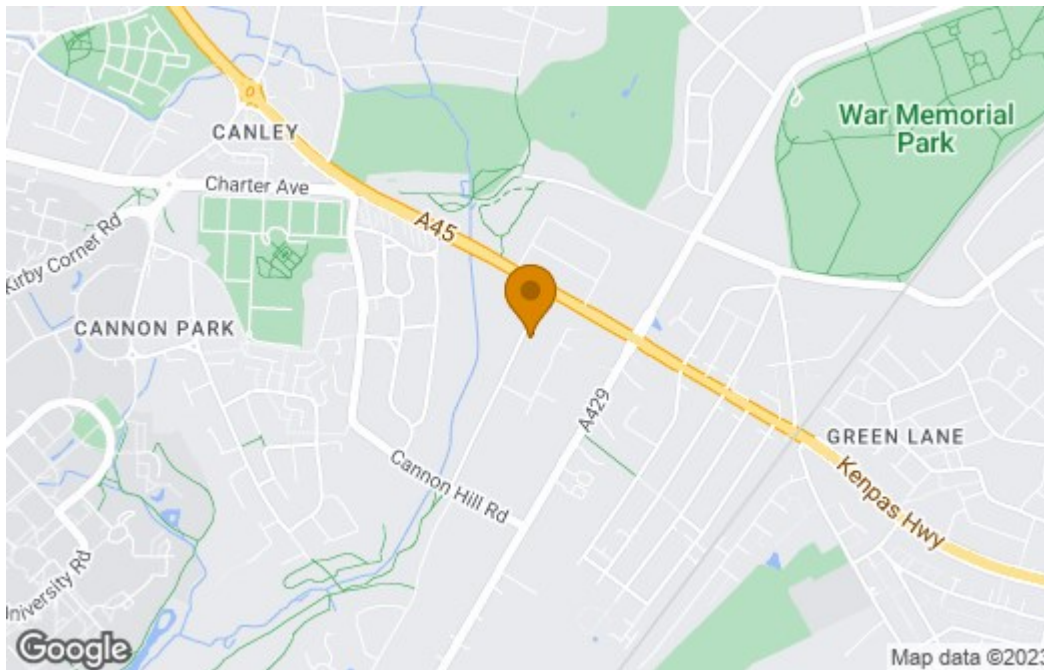 War Memorial
Park
CANLEY
Charter Ave
A45
Kirby Corner Rd
CANNON PARK
A429
GREEN LANE
Cannon Hill Rd
Kenpas Hwy
University Rd
Google
Map data ©2023